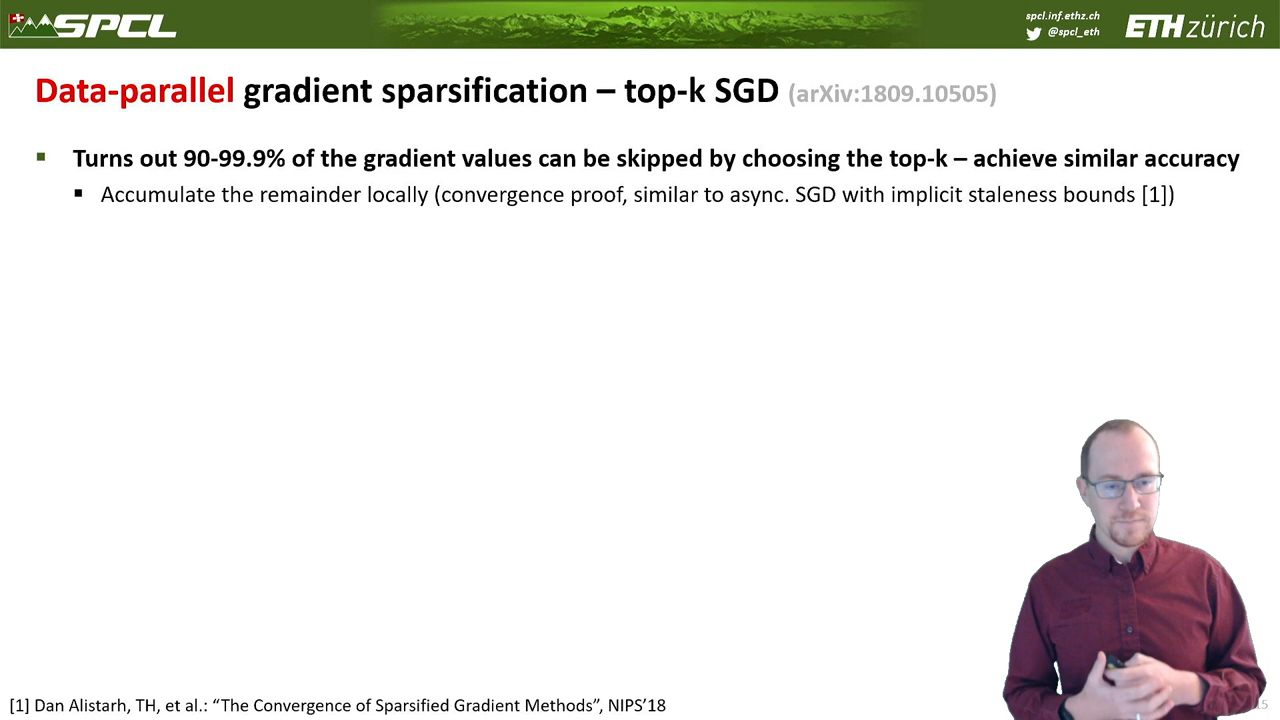 SPCL
spcl.inf.ethz.ch
@spcl_eth
ETH zürich
Data-parallel gradient sparsification – top-k SGD (arXiv:1809.10505)
▪ Turns out 90-99.9% of the gradient values can be skipped by choosing the top-k – achieve similar accuracy
▪ Accumulate the remainder locally (convergence proof, similar to async. SGD with implicit staleness bounds [1])
[1] Dan Alistarh, TH, et al.: “The Convergence of Sparsified Gradient Methods”, NIPS’18
15